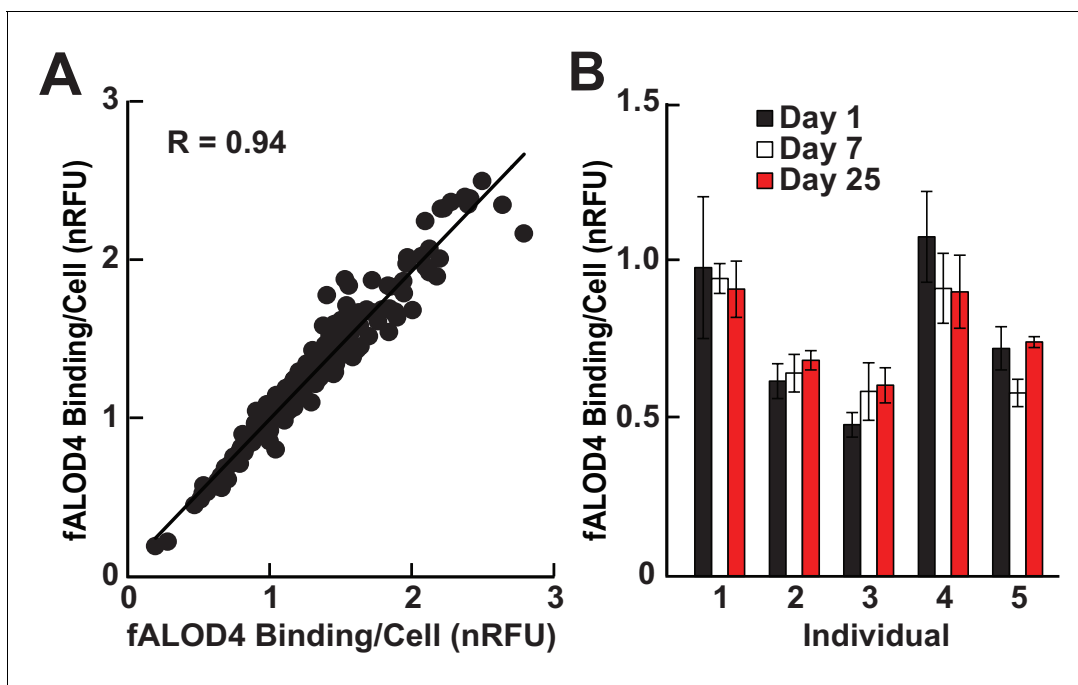 A
fALOD4 Binding/Cell (nRFU)
3
2
1
0
R = 0.94
0 1 2 3
fALOD4 Binding/Cell (nRFU)
B
fALOD4 Binding/Cell (nRFU)
1.5
1.0
0.5
0
Day 1
Day 7
Day 25
1 2 3 4 5
Individual